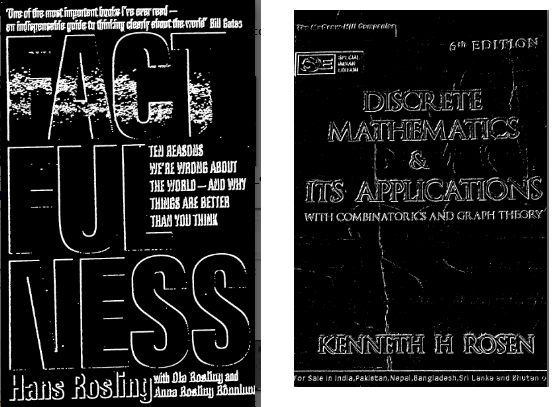 "One of the most important books I've ever read —
an indispensable guide to thinking clearly about the world" Bill Gates
FACT
FUL
NESS
TEN REASONS
WE'RE WRONG ABOUT
THE WORLD — AND WHY
THINGS ARE BETTER
THAN YOU THINK
Hans Rosling with Ola Rosling and
Anna Rosling Rönnlund
The McGraw-Hill Companies
6th EDITION
SIE SPECIAL
INDIAN
EDITION
DISCRETE
MATHEMATICS
&
ITS APPLICATIONS
WITH COMBINATORICS AND GRAPH THEORY
KENNETH H ROSEN
For Sale in India,Pakistan,Nepal,Bangladesh,Sri Lanka and Bhutan